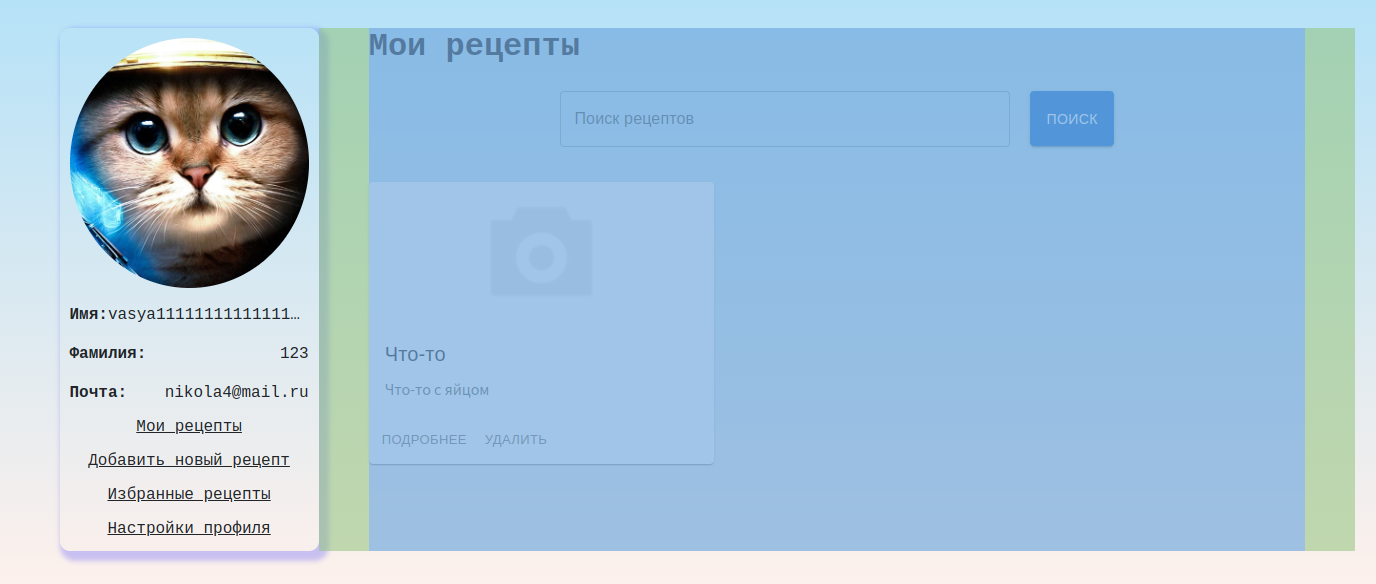 Имя:vasya11111111111111…
Фамилия: 123
Почта: nikola4@mail.ru
Мои рецепты
Добавить новый рецепт
Избранные рецепты
Настройки профиля
Мои рецепты
Поиск рецептов
ПОИСК
Что-то
Что-то с яйцом
ПОДРОБНЕЕ УДАЛИТЬ